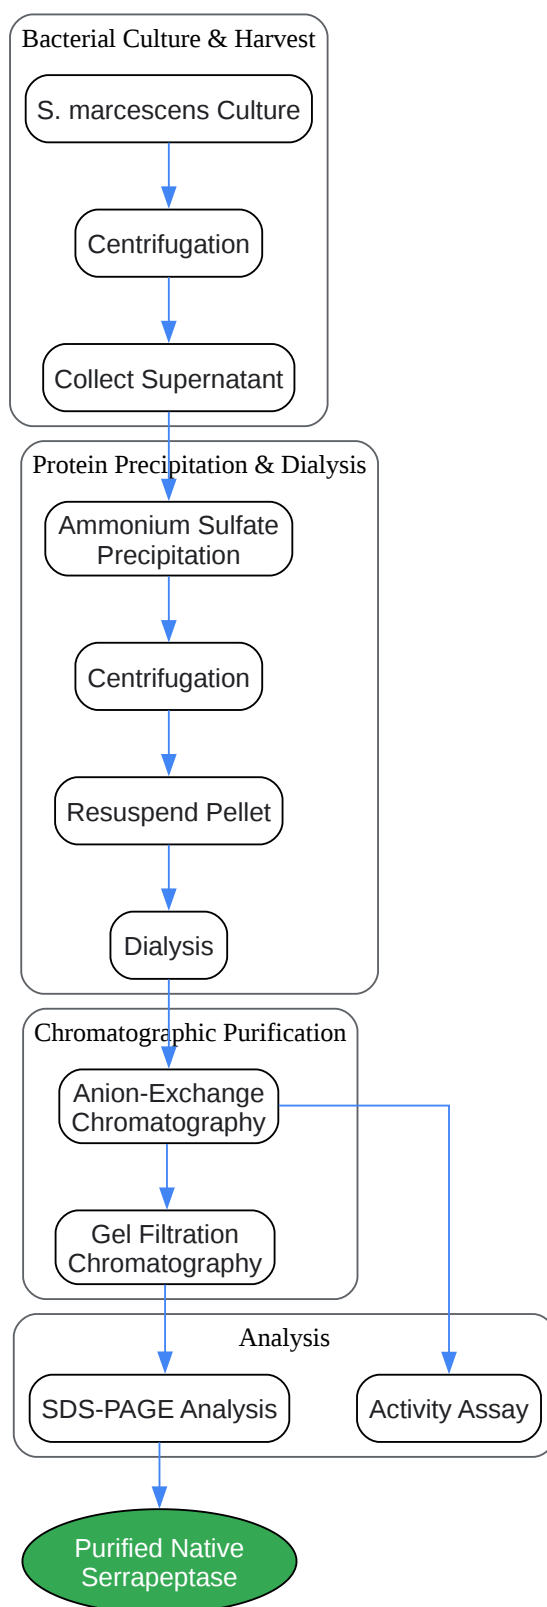 Bacterial Culture & Harvest
S. marcescens Culture
Centrifugation
Collect Supernatant
Protein Precipitation & Dialysis
Ammonium Sulfate
Precipitation
Centrifugation
Resuspend Pellet
Dialysis
Chromatographic Purification
Anion-Exchange
Chromatography
Gel Filtration
Chromatography
Analysis
SDS-PAGE Analysis
Activity Assay
Purified Native
Serrapeptase